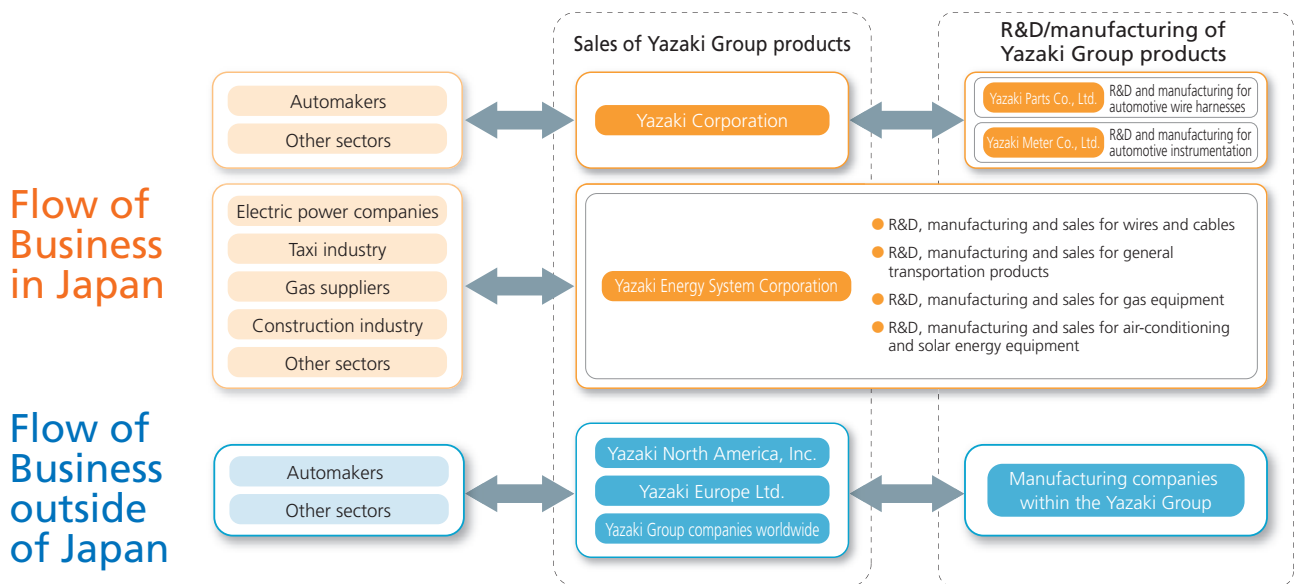 Sales of Yazaki Group products
R&D/manufacturing of
Yazaki Group products
Flow of
Business
in Japan
Automakers
Other sectors
Yazaki Corporation
Yazaki Parts Co., Ltd.
R&D and manufacturing for
automotive wire harnesses
Yazaki Meter Co., Ltd.
R&D and manufacturing for
automotive instrumentation
Electric power companies
Taxi industry
Gas suppliers
Construction industry
Other sectors
Yazaki Energy System Corporation
R&D, manufacturing and sales for wires and cables
R&D, manufacturing and sales for general
transportation products
R&D, manufacturing and sales for gas equipment
R&D, manufacturing and sales for air-conditioning
and solar energy equipment
Flow of
Business
outside
of Japan
Automakers
Other sectors
Yazaki North America, Inc.
Yazaki Europe Ltd.
Yazaki Group companies worldwide
Manufacturing companies
within the Yazaki Group